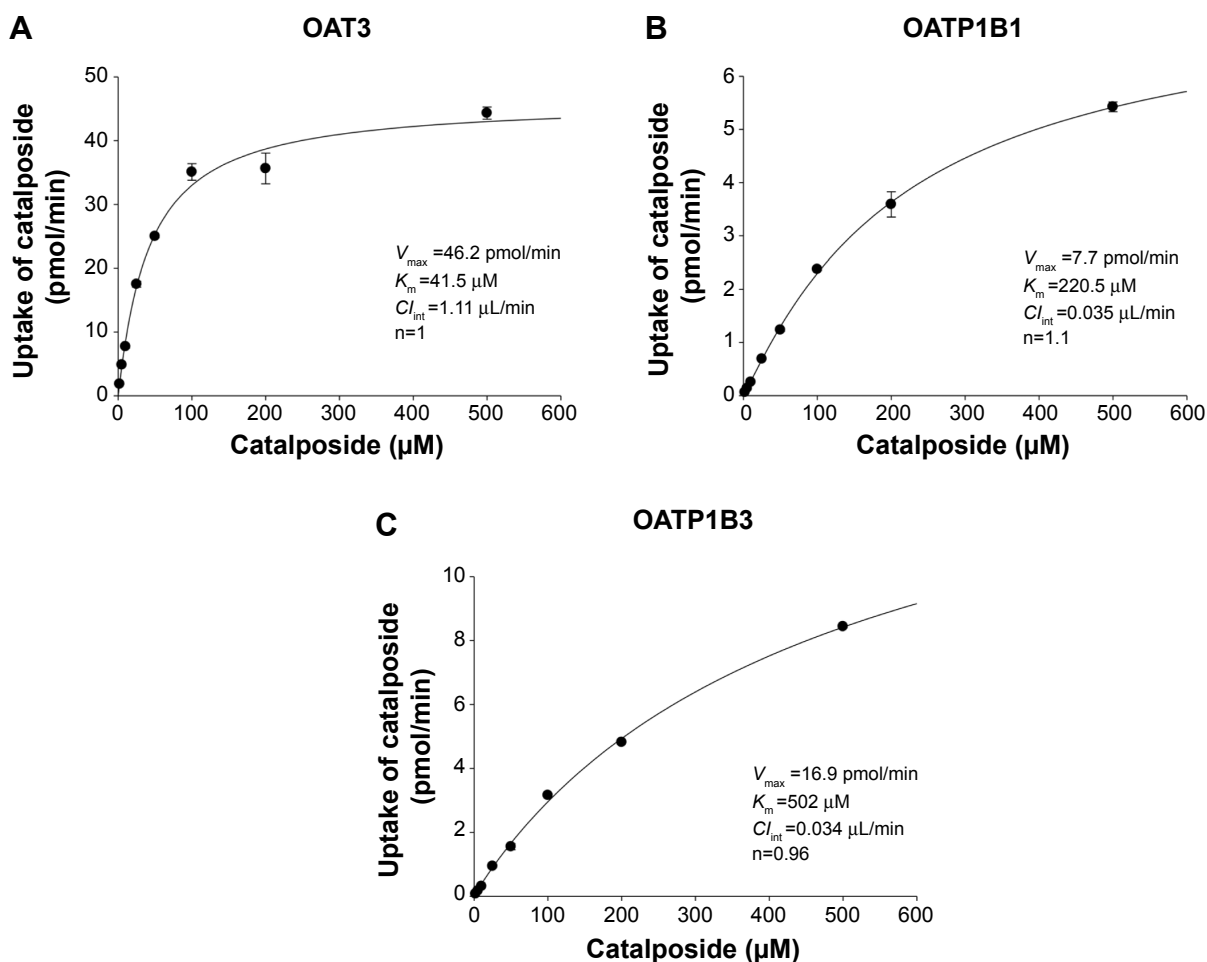 A
OAT3
Uptake of catalposide
(pmol/min)
50
40
30
20
10
0
0 100 200 300 400 500 600
Catalposide (µM)
V max =46.2 pmol/min
K m =41.5 µM
Cl int =1.11 µL/min
n=1
B
OATP1B1
Uptake of catalposide
(pmol/min)
6
5
4
3
2
1
0
0 100 200 300 400 500 600
Catalposide (µM)
V max =7.7 pmol/min
K m =220.5 µM
Cl int =0.035 µL/min
n=1.1
C
OATP1B3
Uptake of catalposide
(pmol/min)
10
8
6
4
2
0
0 100 200 300 400 500 600
Catalposide (µM)
V max =16.9 pmol/min
K m =502 µM
Cl int =0.034 µL/min
n=0.96